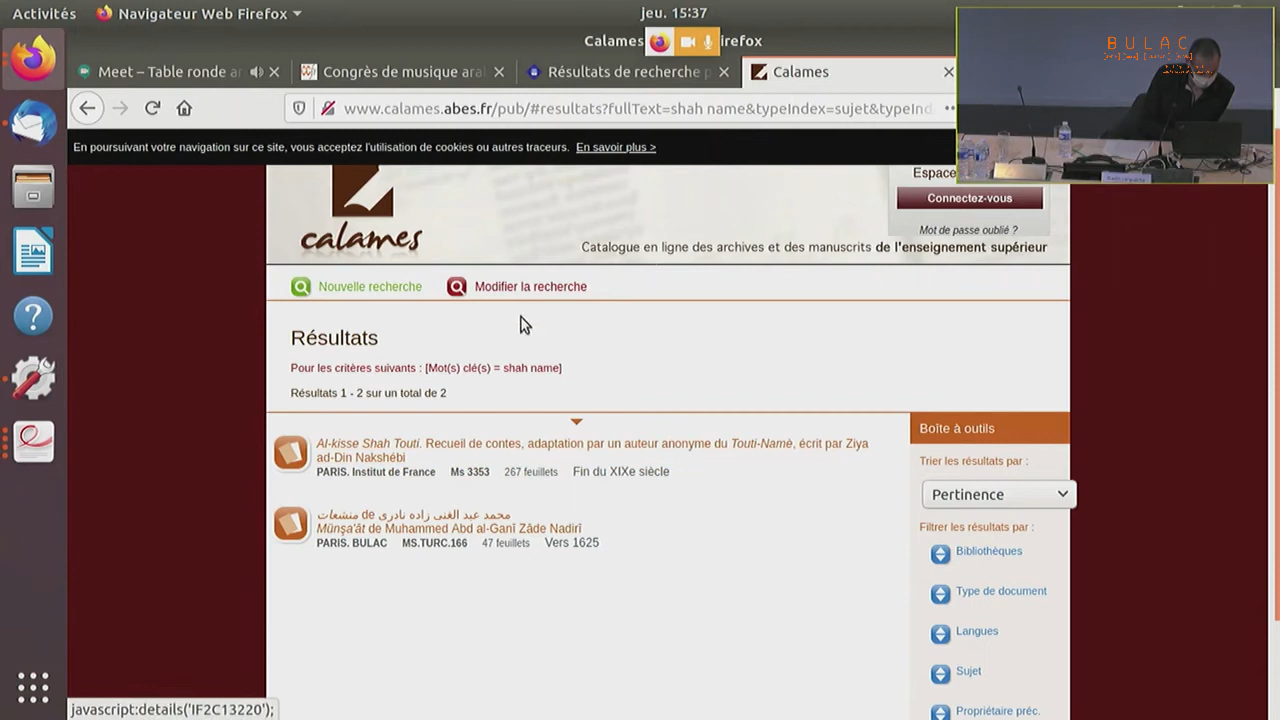 Activités
Navigateur Web Firefox
jeu. 15:37
Calames
irefox
Meet – Table ronde ar
Congrès de musique aral
Résultats de recherche p
Calames
www.calames.abes.fr/pub/#resultats?fullText=shah name&typeIndex=sujet&typeInd
En poursuivant votre navigation sur ce site, vous acceptez l'utilisation de cookies ou autres traceurs. En savoir plus >
BULAC
calames
Espace
Connectez-vous
Mot de passe oublié ?
Catalogue en ligne des archives et des manuscrits de l'enseignement supérieur
Nouvelle recherche
Modifier la recherche
Résultats
Pour les critères suivants : [Mot(s) clé(s) = shah name]
Résultats 1 - 2 sur un total de 2
Al-kisse Shah Touti. Recueil de contes, adaptation par un auteur anonyme du Touti-Namè, écrit par Ziya
ad-Din Nakshébi
PARIS. Institut de France Ms 3353 267 feuillets Fin du XIXe siècle
منشعات de محمد عبد الغنى زاده نادرى
Münşa'ât de Muhammed Abd al-Ganî Zâde Nadirî
PARIS. BULAC MS.TURC.166 47 feuillets Vers 1625
Boîte à outils
Trier les résultats par :
Pertinence
Filtrer les résultats par :
Bibliothèques
Type de document
Langues
Sujet
Propriétaire préc.
javascript:details('IF2C13220');